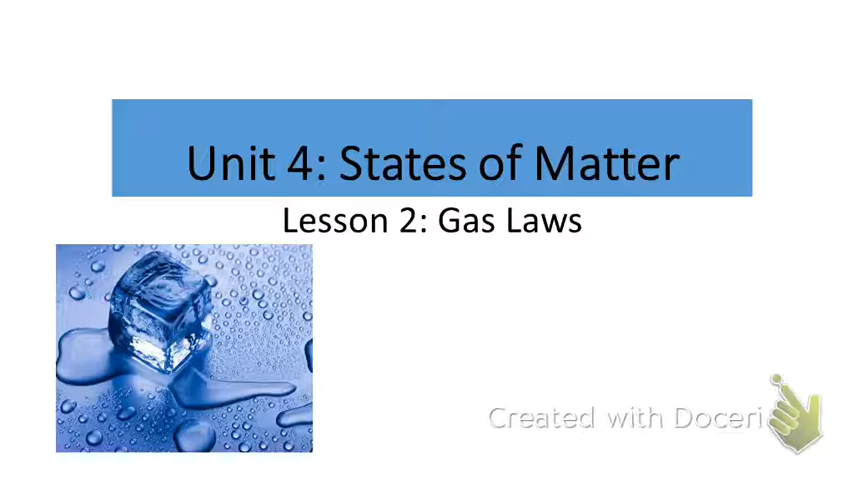 Unit 4: States of Matter
Lesson 2: Gas Laws
Created with Doceri